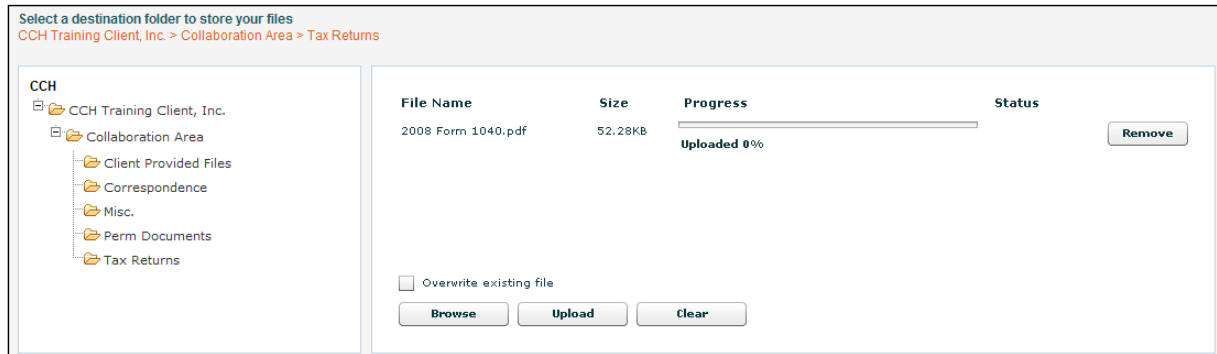 Select a destination folder to store your files
CCH Training Client, Inc. > Collaboration Area > Tax Returns
CCH
CCH Training Client, Inc.
Collaboration Area
Client Provided Files
Correspondence
Misc.
Perm Documents
Tax Returns
File Name Size Progress Status
2008 Form 1040.pdf 52.28KB Remove
Uploaded 0%
Overwrite existing file
Browse Upload Clear